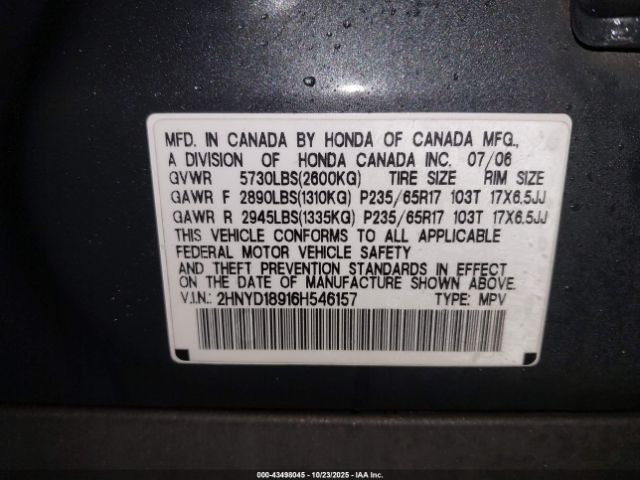 MFD. IN CANADA BY HONDA OF CANADA MFG.,
A DIVISION OF HONDA CANADA INC. 07/06
GVWR 5730LBS(2600KG) TIRE SIZE RIM SIZE
GAWR F 2890LBS(1310KG) P235/65R17 103T 17X6.5JJ
GAWR R 2945LBS(1335KG) P235/65R17 103T 17X6.5JJ
THIS VEHICLE CONFORMS TO ALL APPLICABLE
FEDERAL MOTOR VEHICLE SAFETY
AND THEFT PREVENTION STANDARDS IN EFFECT
ON THE DATE OF MANUFACTURE SHOWN ABOVE.
V.I.N.: 2HNYD18916H546157 TYPE: MPV
000-43498045 - 10/23/2025 - IAA Inc.